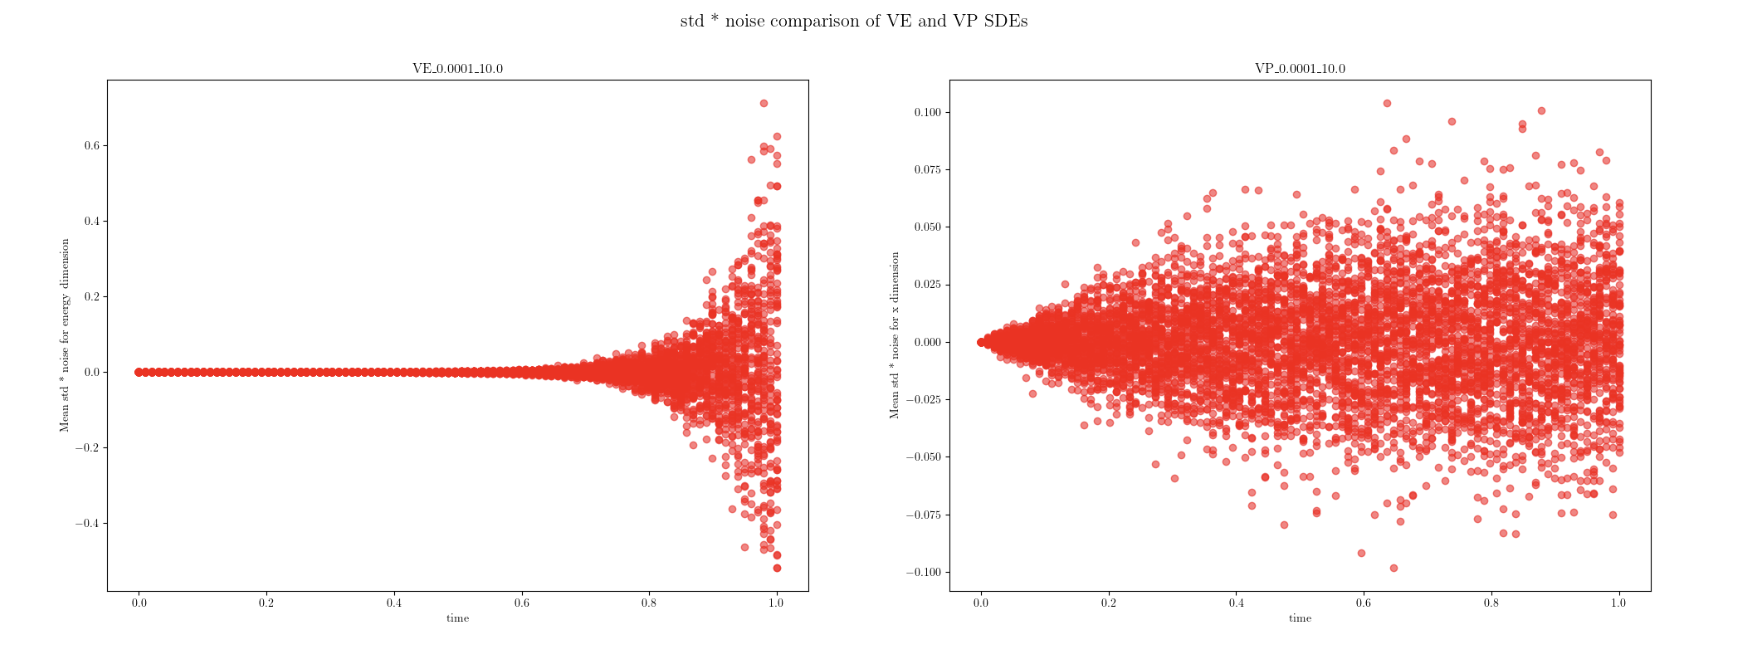 std * noise comparison of VE and VP SDEs
VE_0.0001_10.0
Mean std * noise for energy dimension
0.6
0.4
0.2
0.0
−0.2
−0.4
0.0 0.2 0.4 0.6 0.8 1.0
time
VP_0.0001_10.0
Mean std * noise for x dimension
0.100
0.075
0.050
0.025
0.000
−0.025
−0.050
−0.075
−0.100
0.0 0.2 0.4 0.6 0.8 1.0
time